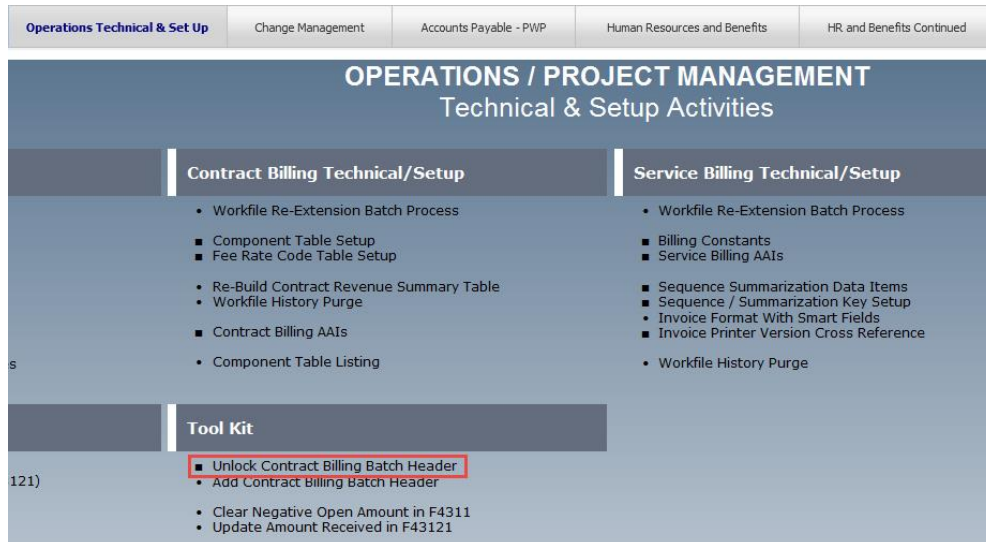 Operations Technical & Set Up
Change Management
Accounts Payable - PWP
Human Resources and Benefits
HR and Benefits Continued
OPERATIONS / PROJECT MANAGEMENT
Technical & Setup Activities
Contract Billing Technical/Setup
• Workfile Re-Extension Batch Process
▪ Component Table Setup
▪ Fee Rate Code Table Setup
• Re-Build Contract Revenue Summary Table
• Workfile History Purge
▪ Contract Billing AAIs
• Component Table Listing
Service Billing Technical/Setup
• Workfile Re-Extension Batch Process
▪ Billing Constants
▪ Service Billing AAIs
▪ Sequence Summarization Data Items
▪ Sequence / Summarization Key Setup
• Invoice Format With Smart Fields
▪ Invoice Printer Version Cross Reference
• Workfile History Purge
s
Tool Kit
▪ Unlock Contract Billing Batch Header
• Add Contract Billing Batch Header
• Clear Negative Open Amount in F4311
• Update Amount Received in F43121
121)